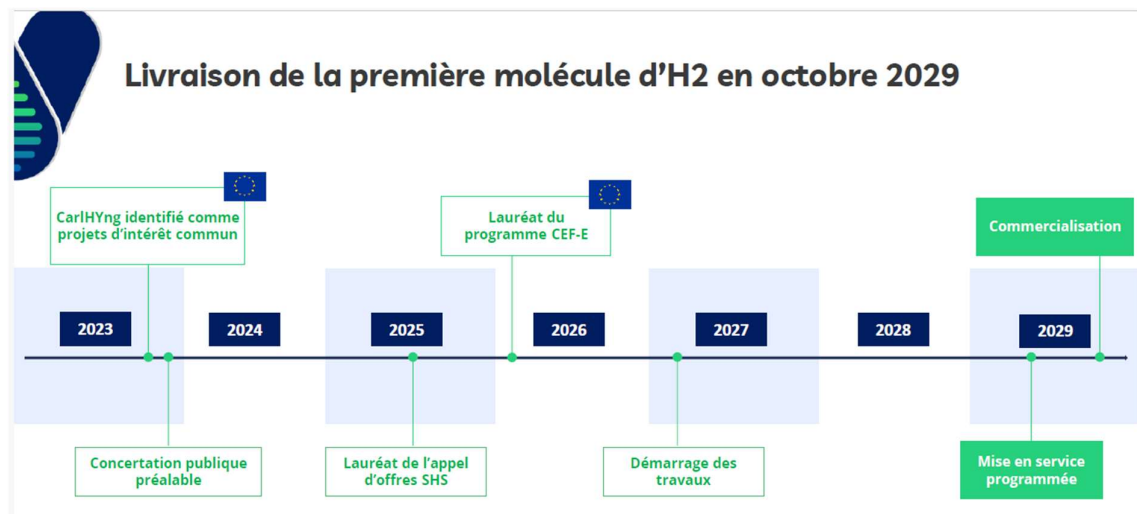 Livraison de la première molécule d'H2 en octobre 2029
CarlHYng identifié comme
projets d'intérêt commun
Lauréat du
programme CEF-E
Commercialisation
2023
2024
2025
2026
2027
2028
2029
Concertation publique
préalable
Lauréat de l'appel
d'offres SHS
Démarrage des
travaux
Mise en service
programmée